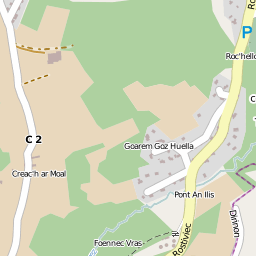 P
Roc'hello
C 2
Goarem Goz Huella
Creac'h ar Moal
Pont An Ilis
Dirinon
Foennec Vras
Rostiviec